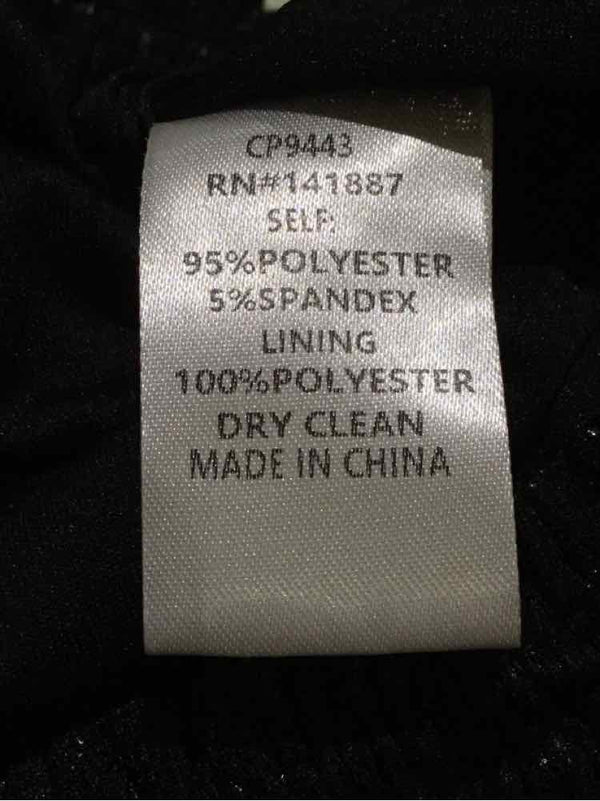 CP9443
RN#141887
SELF:
95%POLYESTER
5%SPANDEX
LINING
100%POLYESTER
DRY CLEAN
MADE IN CHINA